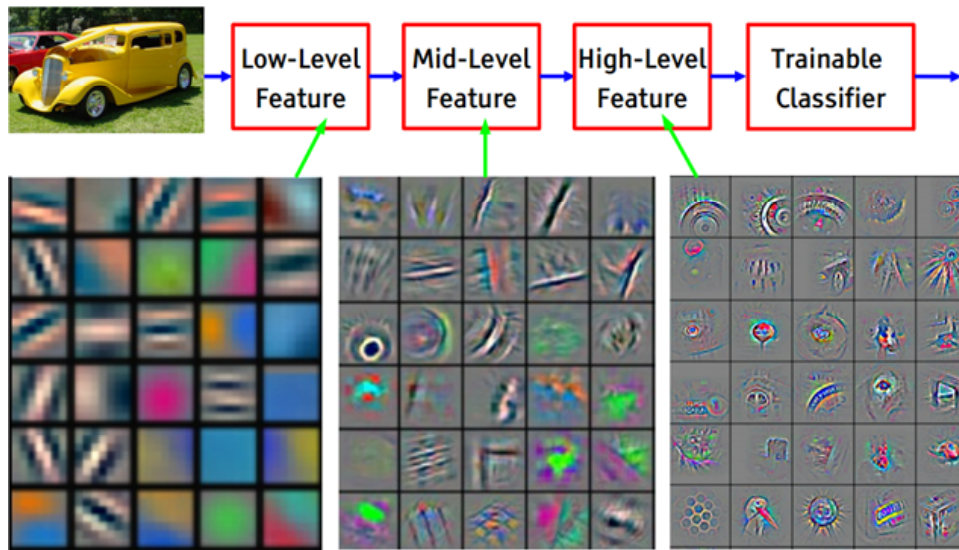 Low-Level
Feature
Mid-Level
Feature
High-Level
Feature
Trainable
Classifier